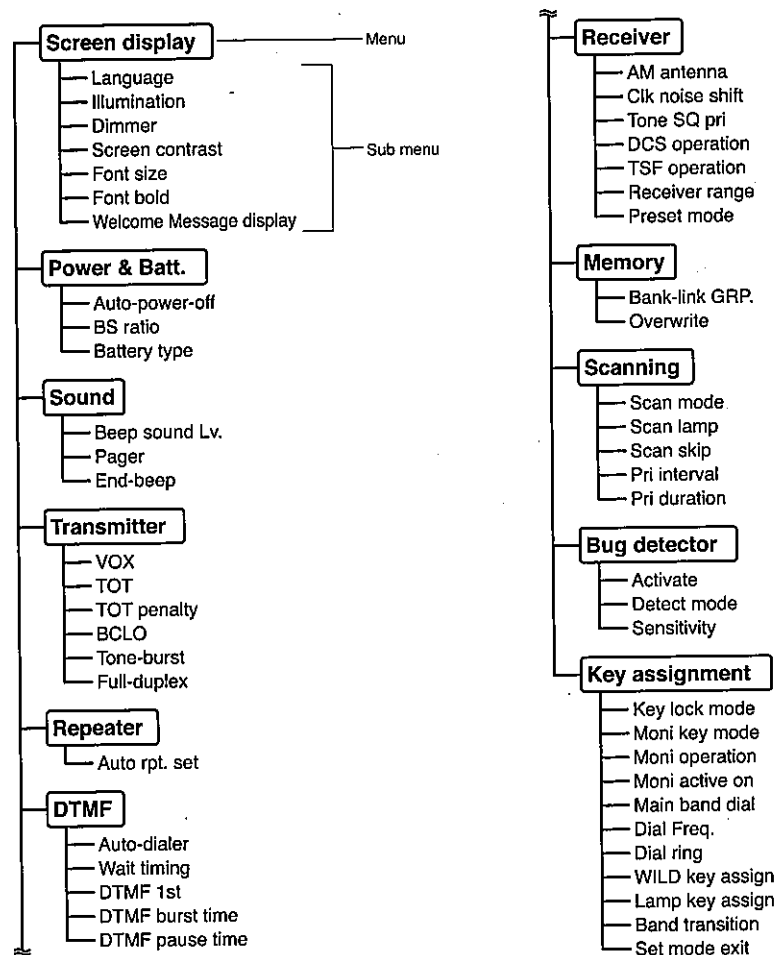 Screen display
Menu
Language
Illumination
Dimmer
Screen contrast
Font size
Font bold
Welcome Message display
Sub menu
Power & Batt.
Auto-power-off
BS ratio
Battery type
Sound
Beep sound Lv.
Pager
End-beep
Transmitter
VOX
TOT
TOT penalty
BCLO
Tone-burst
Full-duplex
Repeater
Auto rpt. set
DTMF
Auto-dialer
Wait timing
DTMF 1st
DTMF burst time
DTMF pause time
Receiver
AM antenna
Clk noise shift
Tone SQ pri
DCS operation
TSF operation
Receiver range
Preset mode
Memory
Bank-link GRP.
Overwrite
Scanning
Scan mode
Scan lamp
Scan skip
Pri interval
Pri duration
Bug detector
Activate
Detect mode
Sensitivity
Key assignment
Key lock mode
Moni key mode
Moni operation
Moni active on
Main band dial
Dial Freq.
Dial ring
WILD key assign
Lamp key assign
Band transition
Set mode exit